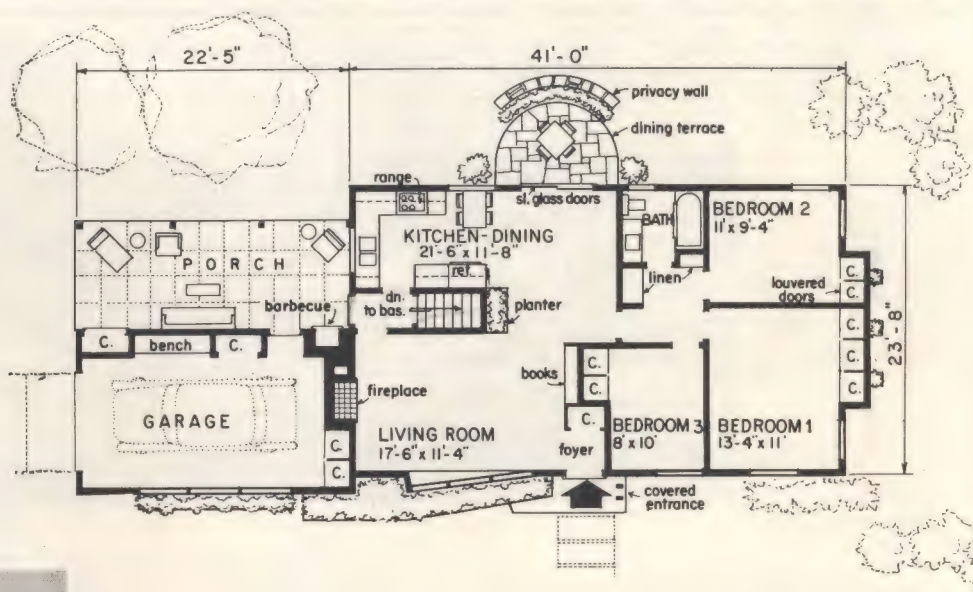 22'-5"
41'-0"
privacy wall
dining terrace
range
sl. glass doors
KITCHEN-DINING
21'-6" x 11'-8"
ref.
BATH
linen
BEDROOM 2
11' x 9'-4"
louvered
doors
C.
C.
PORCH
barbecue
dn.
to bas.
planter
C.
bench
C.
books
C.
C.
C.
C.
C.
23'-8"
fireplace
GARAGE
C.
C.
LIVING ROOM
17'-6" x 11'-4"
C.
foyer
BEDROOM 3
8' x 10'
BEDROOM 1
13'-4" x 11'
covered
entrance